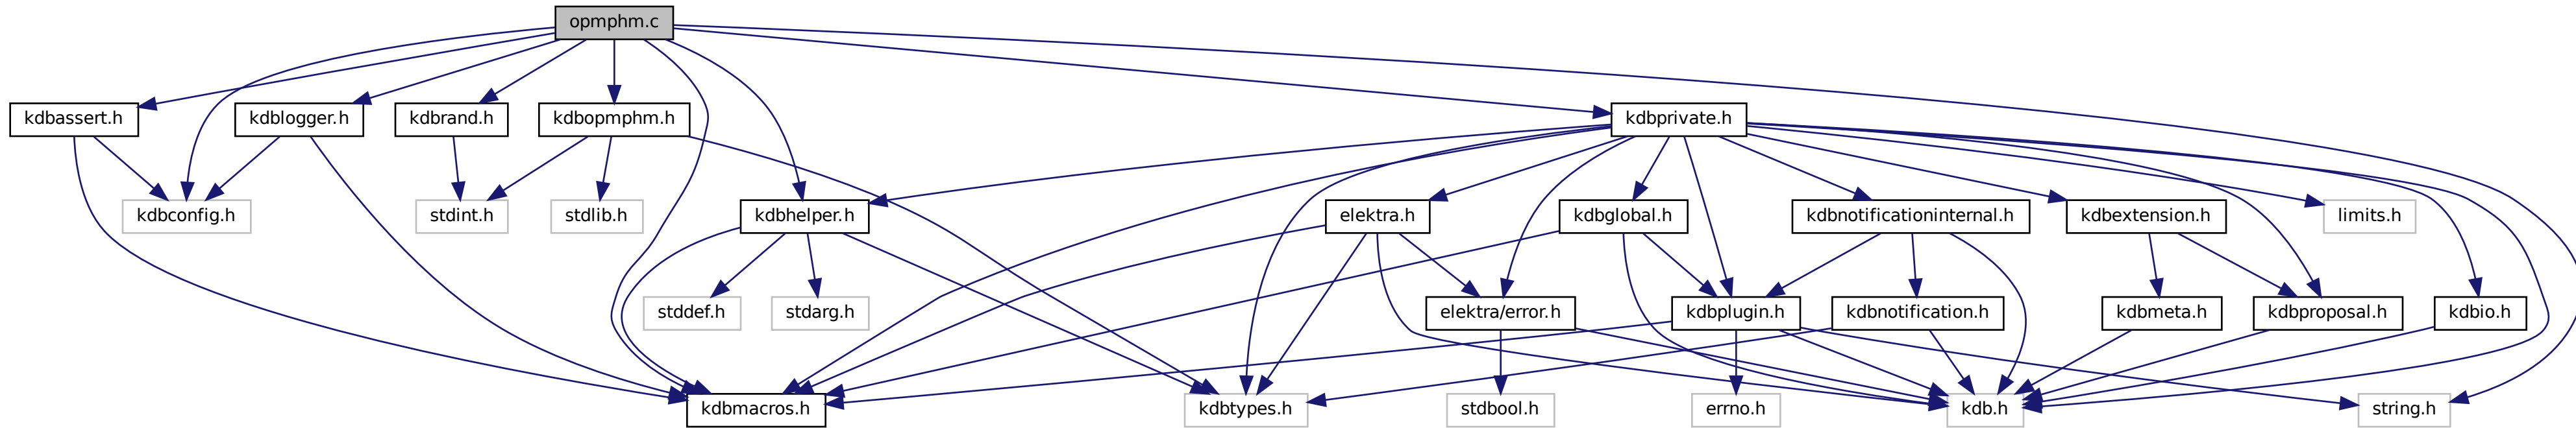 opmphm.c
kdbassert.h
kdblogger.h
kdbrand.h
kdbopmphm.h
kdbprivate.h
kdbconfig.h
stdint.h
stdlib.h
kdbhelper.h
elektra.h
kdbglobal.h
kdbnotificationinternal.h
kdbextension.h
limits.h
stddef.h
stdarg.h
elektra/error.h
kdbplugin.h
kdbnotification.h
kdbmeta.h
kdbproposal.h
kdbio.h
kdbmacros.h
kdbtypes.h
stdbool.h
errno.h
kdb.h
string.h